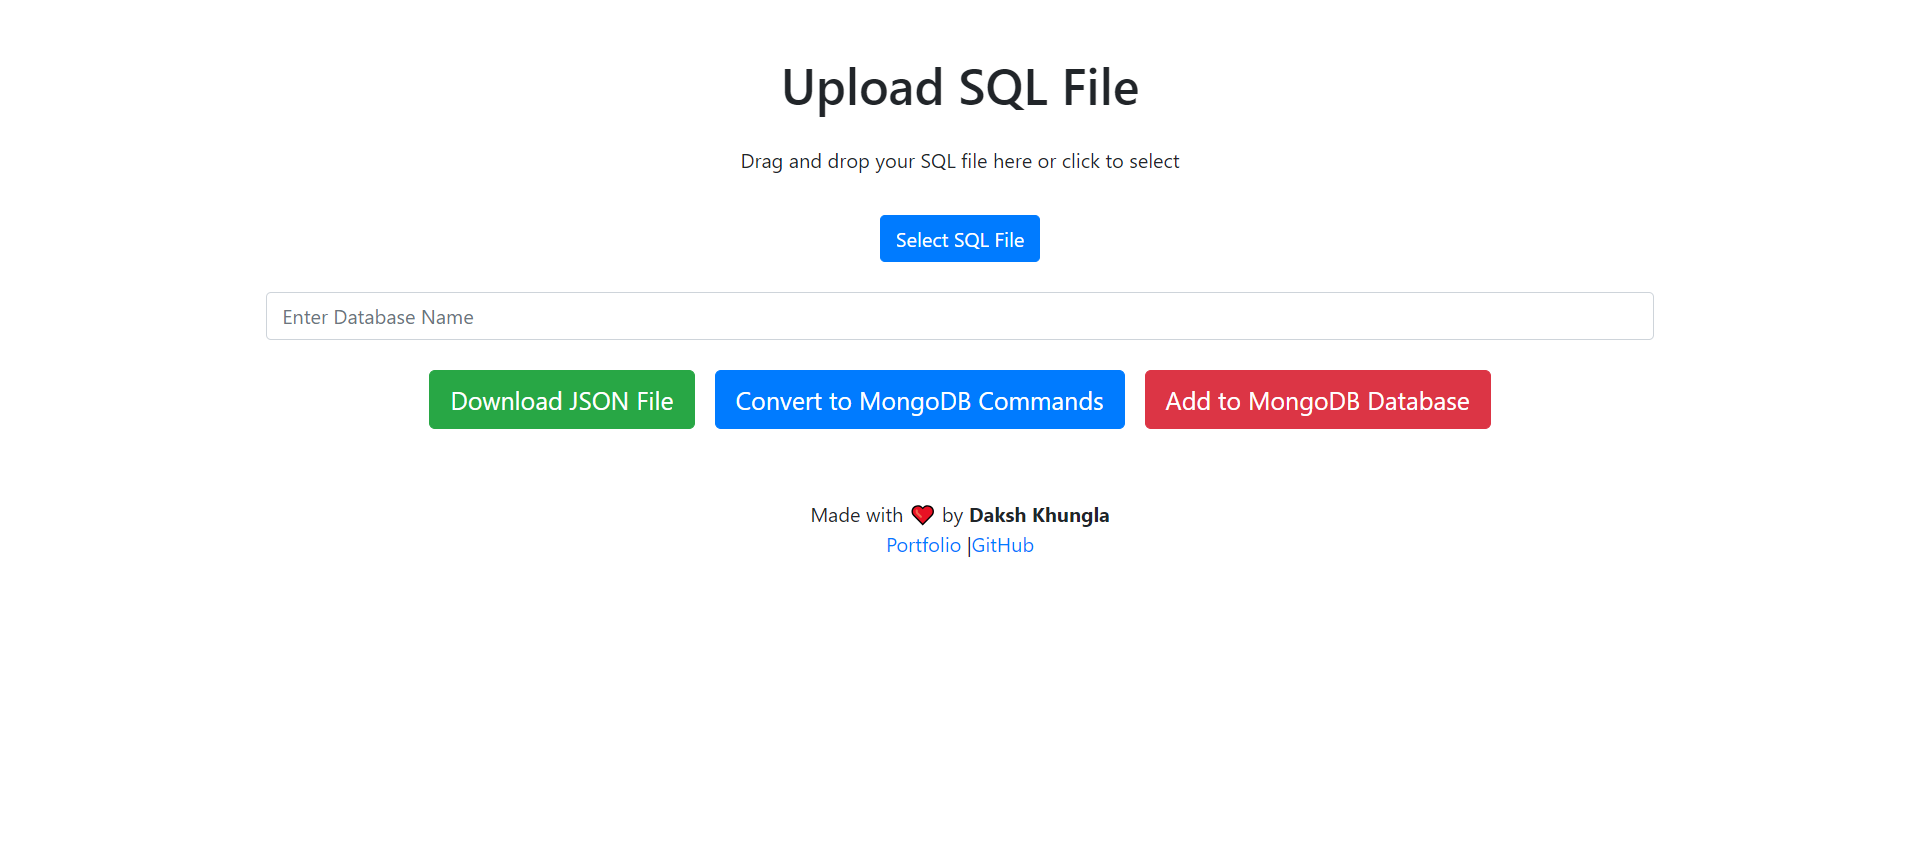 Upload SQL File
Drag and drop your SQL file here or click to select
Select SQL File
Enter Database Name
Download JSON File Convert to MongoDB Commands Add to MongoDB Database
Made with ❤️ by Daksh Khungla
Portfolio |GitHub